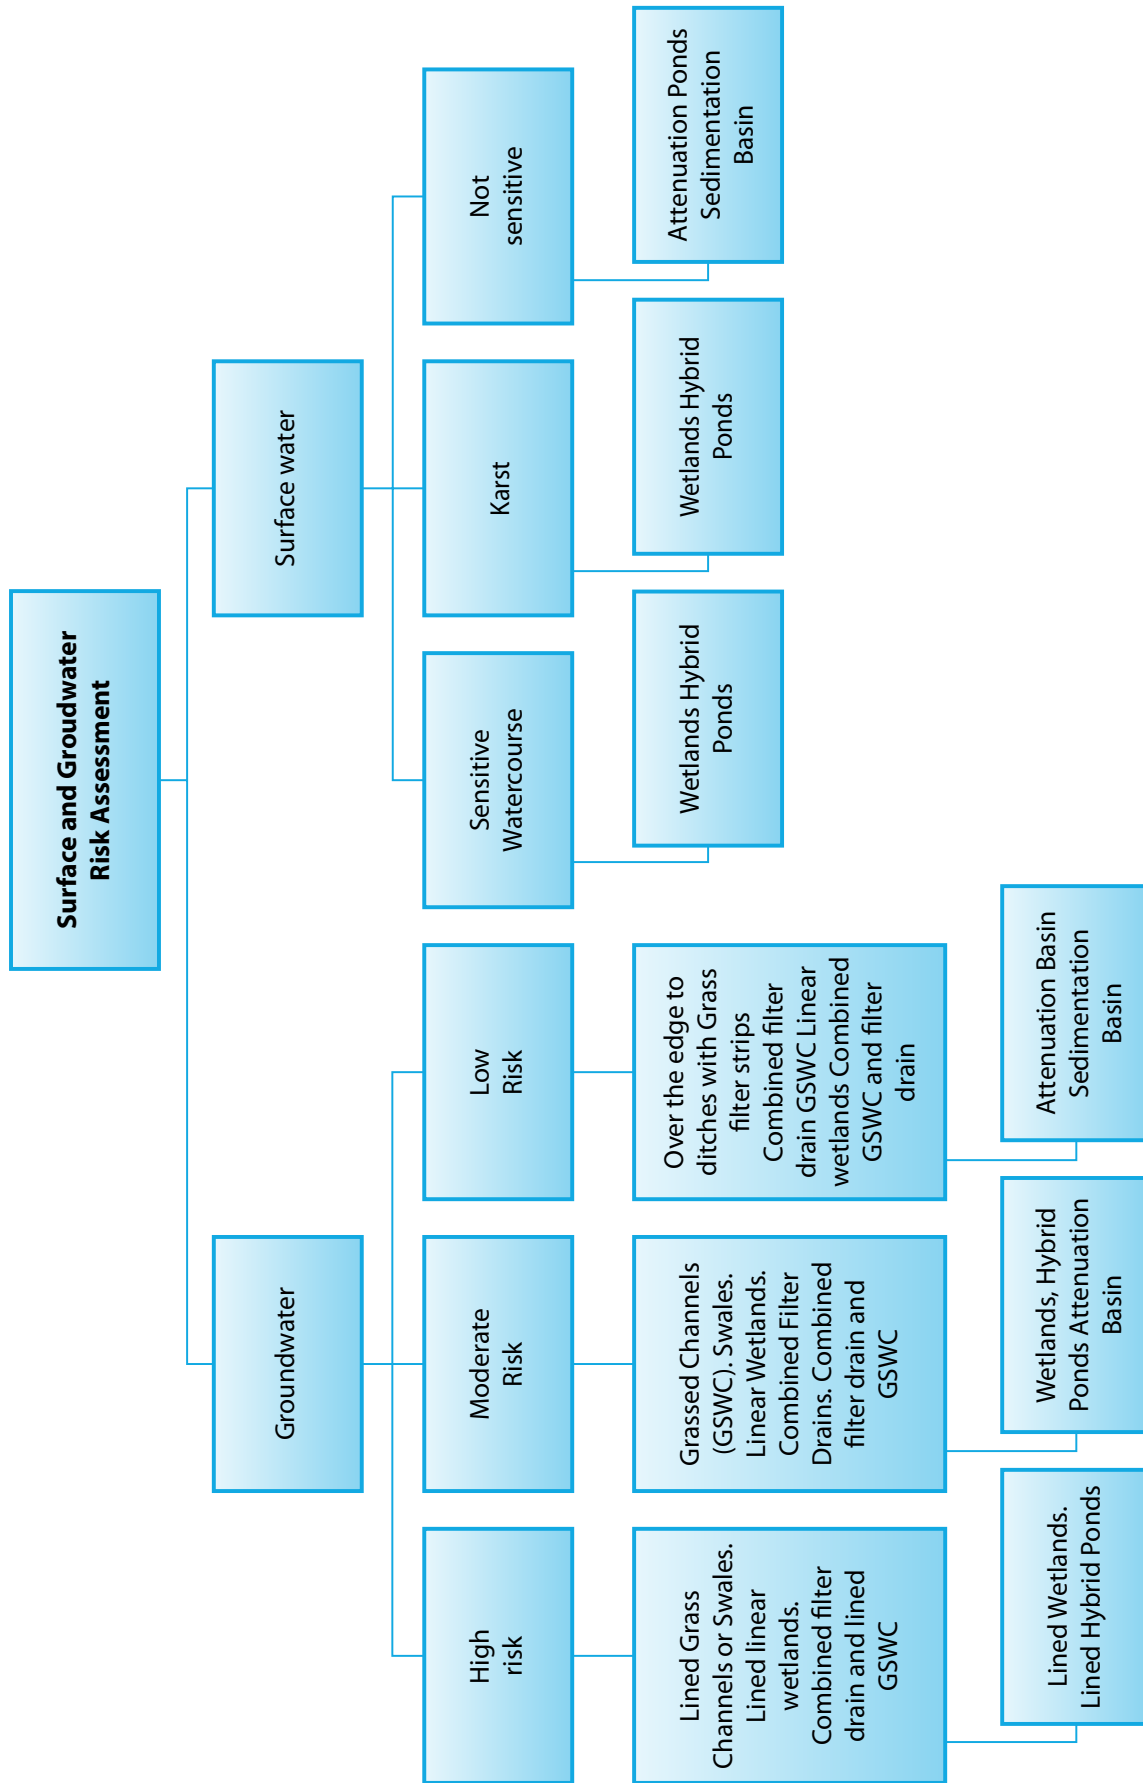 Surface and Groudwater
Risk Assessment
Groundwater
Surface water
High
risk
Moderate
Risk
Low
Risk
Sensitive
Watercourse
Karst
Not
sensitive
Lined Grass
Channels or Swales.
Lined linear
wetlands.
Combined filter
drain and lined
GSWC
Grassed Channels
(GSWC). Swales.
Linear Wetlands.
Combined Filter
Drains. Combined
filter drain and
GSWC
Over the edge to
ditches with Grass
filter strips
Combined filter
drain GSWC Linear
wetlands Combined
GSWC and filter
drain
Wetlands Hybrid
Ponds
Wetlands Hybrid
Ponds
Attenuation Ponds
Sedimentation
Basin
Lined Wetlands.
Lined Hybrid Ponds
Wetlands, Hybrid
Ponds Attenuation
Basin
Attenuation Basin
Sedimentation
Basin